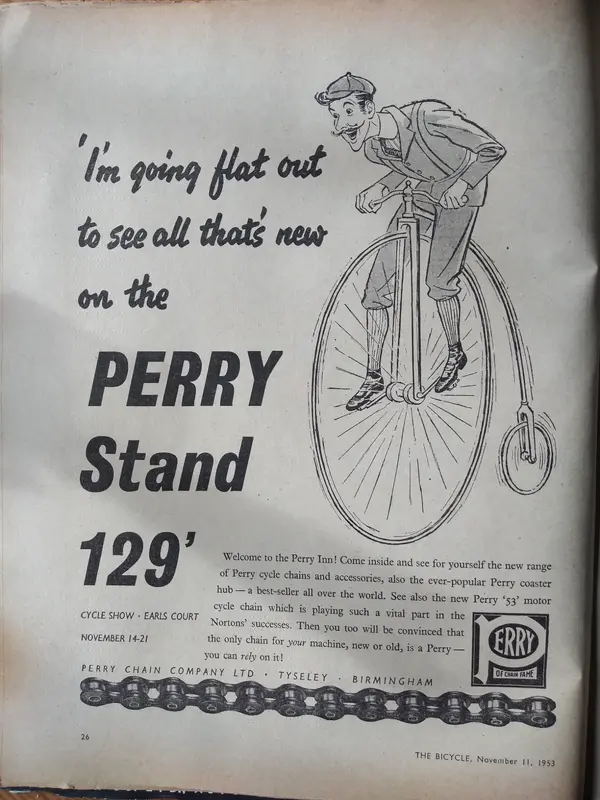 'I'm going flat out
to see all that's new
on the
PERRY
Stand
129'
CYCLE SHOW · EARLS COURT
NOVEMBER 14-21
Welcome to the Perry Inn! Come inside and see for yourself the new range
of Perry cycle chains and accessories, also the ever-popular Perry coaster
hub — a best-seller all over the world. See also the new Perry '53' motor
cycle chain which is playing such a vital part in the
Nortons' successes. Then you too will be convinced that
the only chain for your machine, new or old, is a Perry —
you can rely on it!
PERRY
OF CHAIN FAME
PERRY CHAIN COMPANY LTD · TYSELEY · BIRMINGHAM
26
THE BICYCLE, November 11, 1953